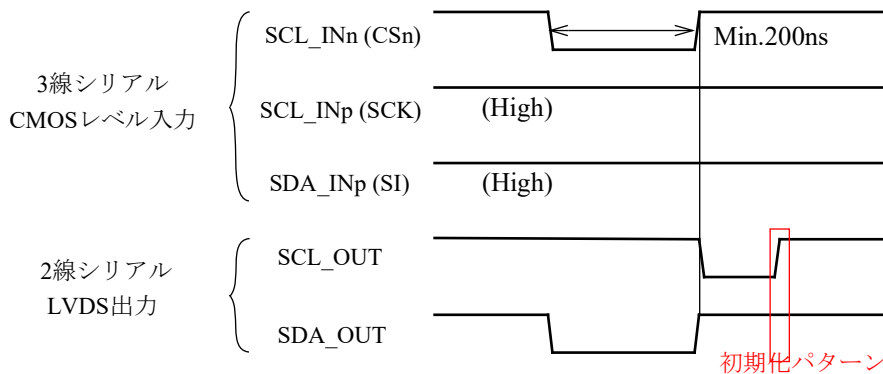 SCL_INn (CSn)
Min.200ns
3線シリアル
CMOSレベル入力
SCL_INp (SCK)
(High)
SDA_INp (SI)
(High)
2線シリアル
LVDS出力
SCL_OUT
SDA_OUT
初期化パターン